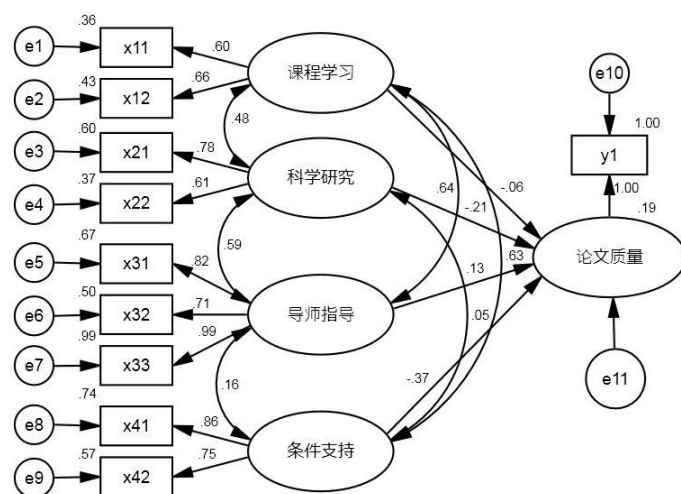 .36
e1
x11
.60
课程学习
.43
e2
x12
.66
e10
1.00
.48
.60
e3
x21
.78
y1
科学研究
.37
e4
x22
.61
.64
-.06
-.21
1.00
.19
.67
.59
.63
论文质量
e5
x31
.82
.13
.50
e6
x32
.71
导师指导
.05
.99
e7
x33
.99
.16
-.37
e11
.74
e8
x41
.86
条件支持
.57
e9
x42
.75